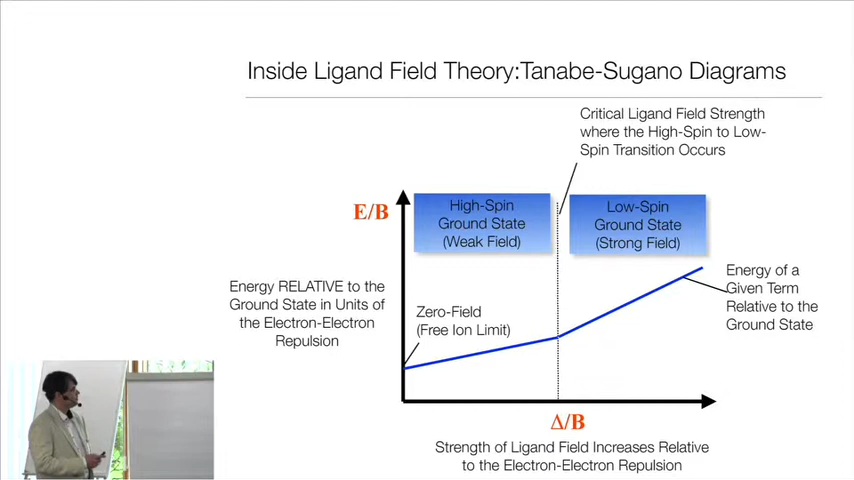 Inside Ligand Field Theory:Tanabe-Sugano Diagrams
Critical Ligand Field Strength
where the High-Spin to Low-
Spin Transition Occurs
E/B
High-Spin
Ground State
(Weak Field)
Low-Spin
Ground State
(Strong Field)
Energy RELATIVE to the
Ground State in Units of
the Electron-Electron
Repulsion
Zero-Field
(Free Ion Limit)
Energy of a
Given Term
Relative to the
Ground State
Δ/B
Strength of Ligand Field Increases Relative
to the Electron-Electron Repulsion